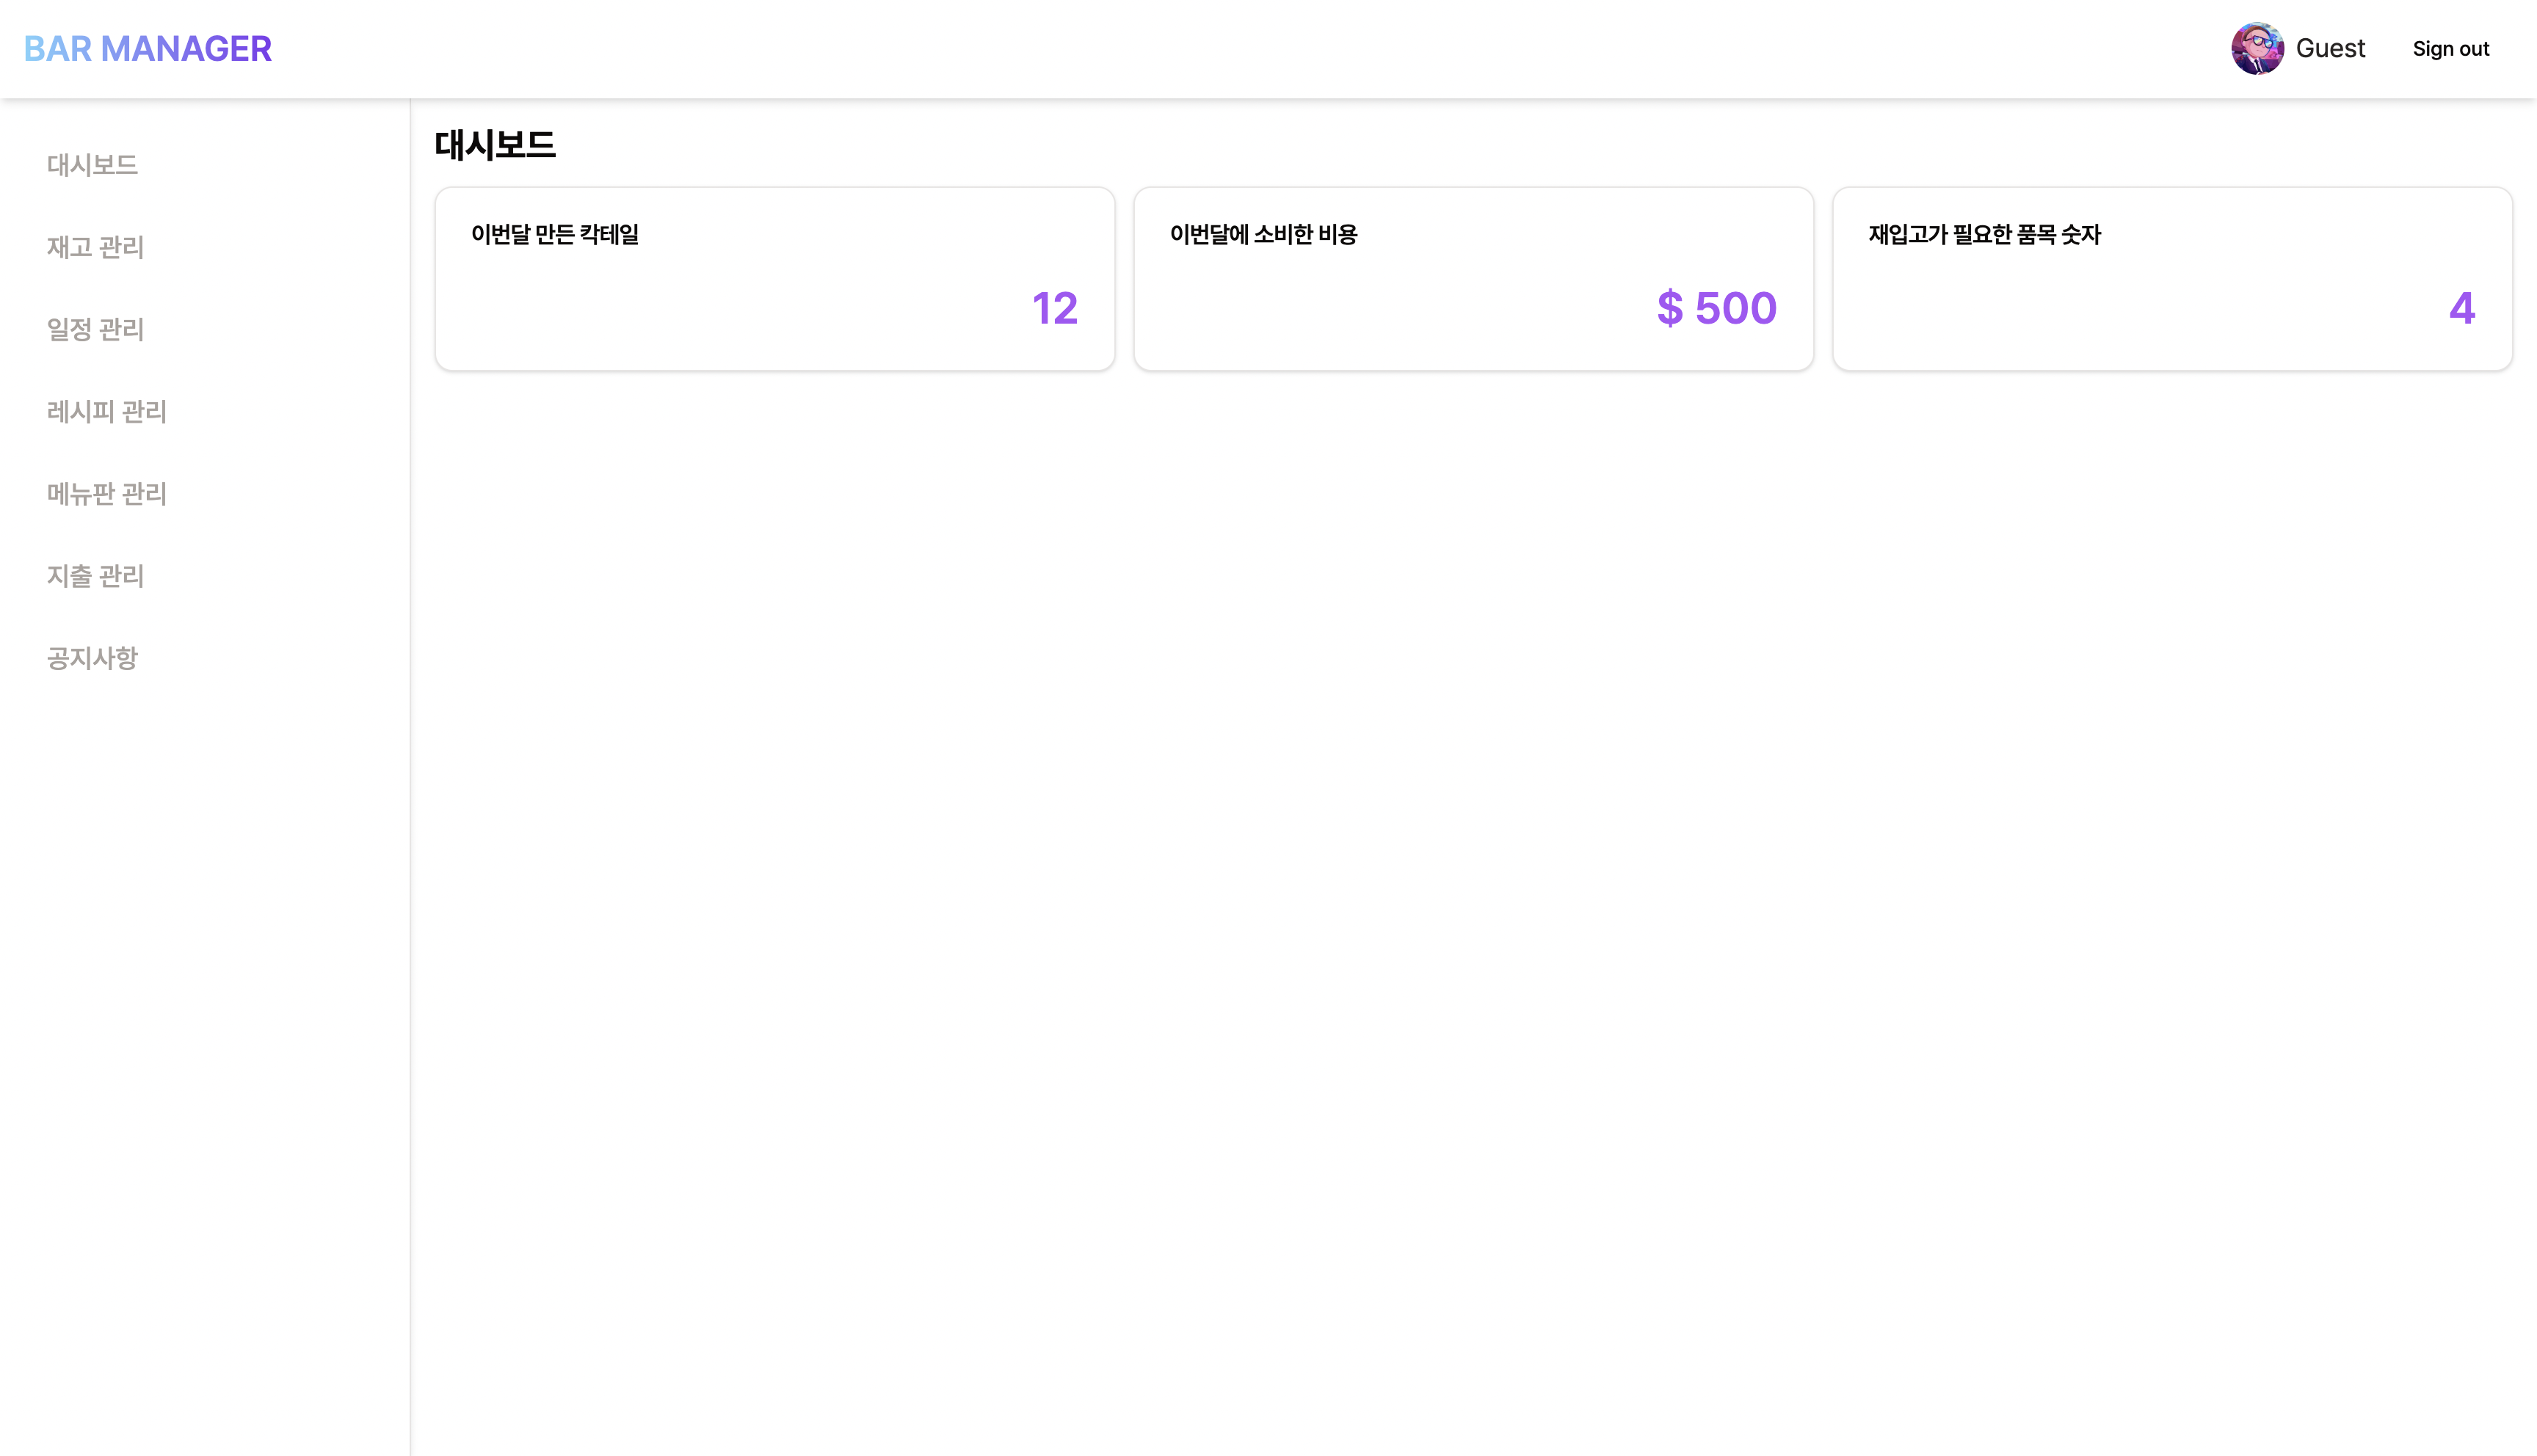 BAR MANAGER
Guest
Sign out
대시보드
재고 관리
일정 관리
레시피 관리
메뉴판 관리
지출 관리
공지사항
대시보드
이번달 만든 칵테일
12
이번달에 소비한 비용
$ 500
재입고가 필요한 품목 숫자
4